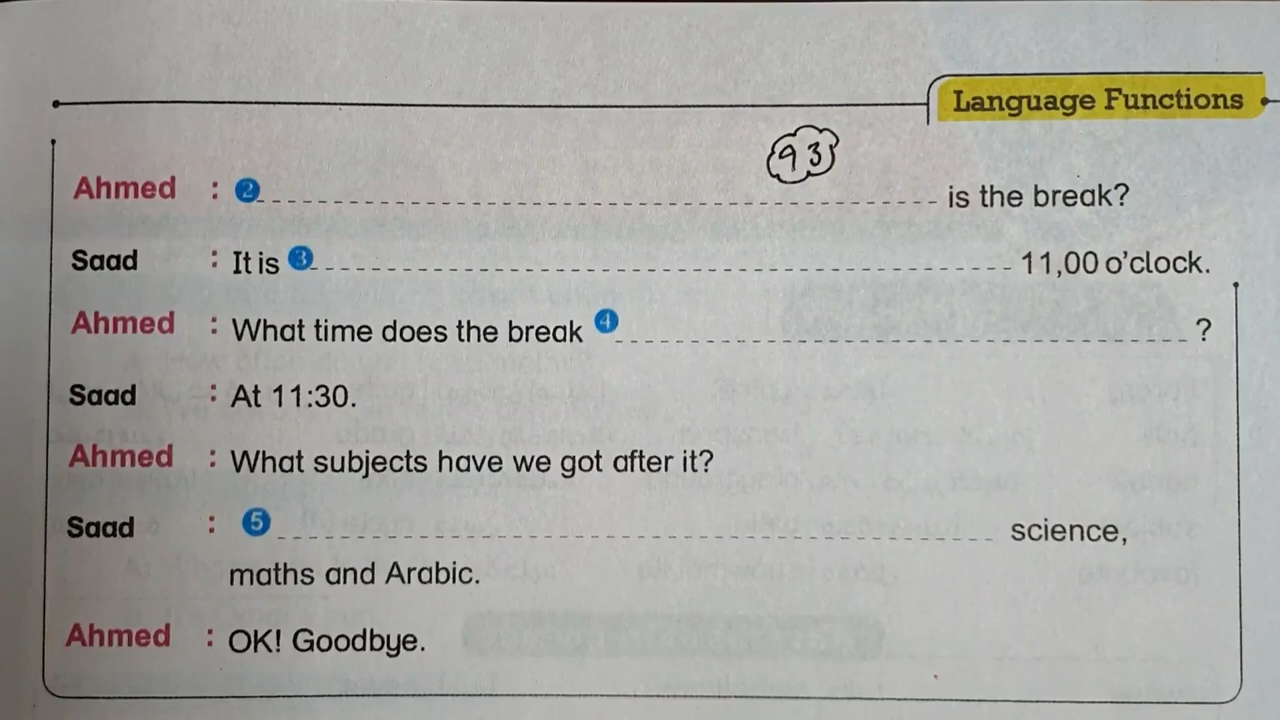 Language Functions
93
Ahmed : 2 is the break?
Saad : It is 3 11,00 o'clock.
Ahmed : What time does the break 4 ?
Saad : At 11:30.
Ahmed : What subjects have we got after it?
Saad : 5 science,
maths and Arabic.
Ahmed : OK! Goodbye.